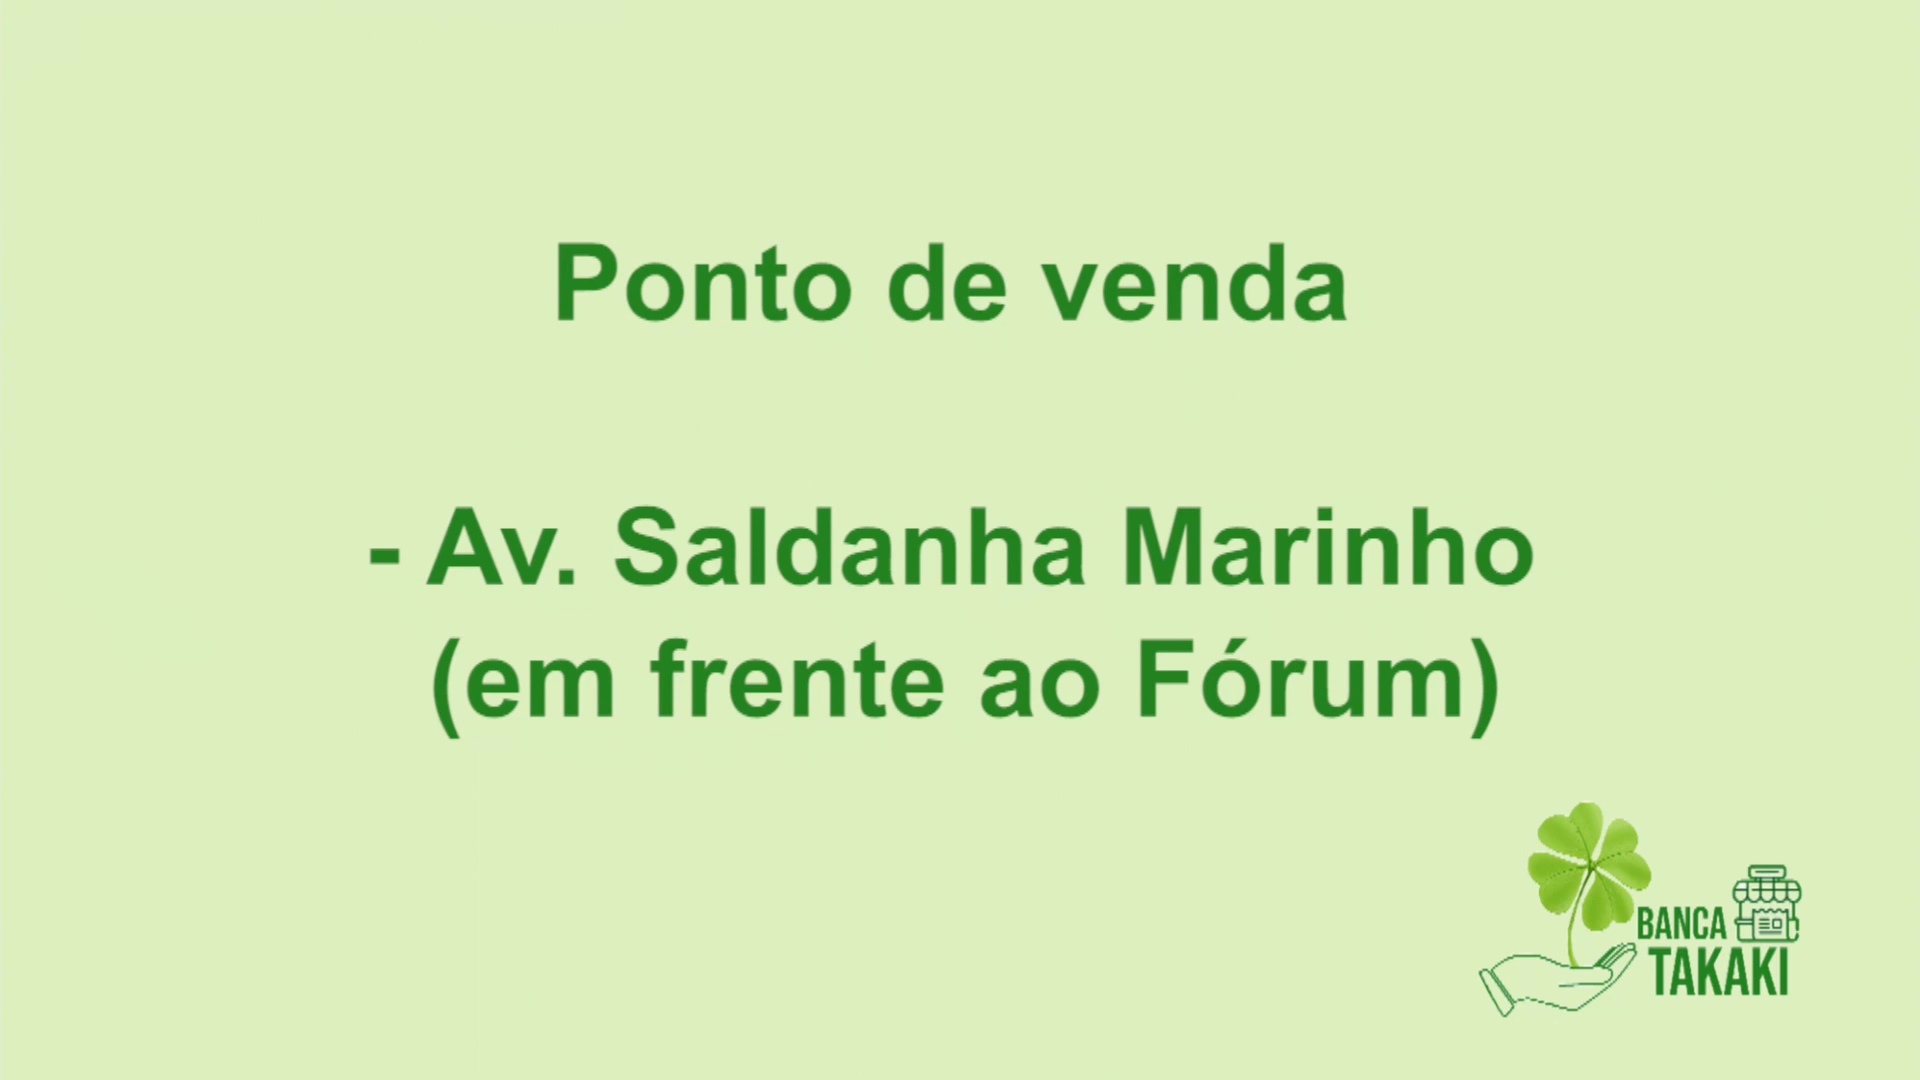 Ponto de venda
- Av. Saldanha Marinho
(em frente ao Fórum)
BANCA
TAKAKI